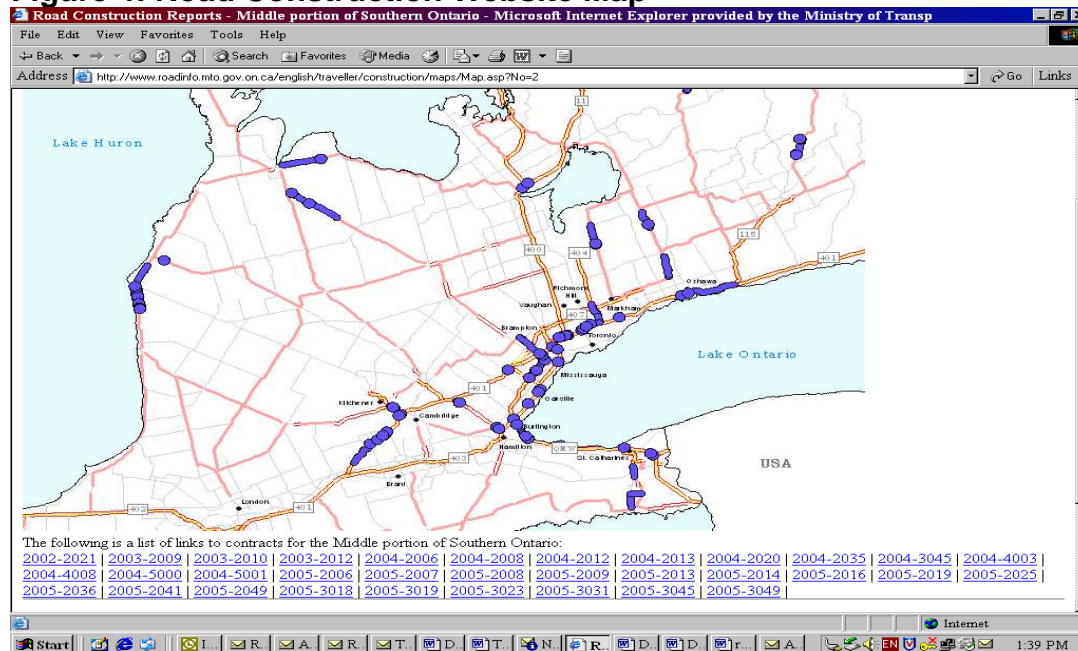 Road Construction Reports - Middle portion of Southern Ontario - Microsoft Internet Explorer provided by the Ministry of Transp
File Edit View Favorites Tools Help
Back Search Favorites Media
Address http://www.roadinfo.mto.gov.on.ca/english/traveller/construction/maps/Map.asp?No=2 Go Links
11
Lake Huron
115
400
404
401
Oshawa
Richmond Hill
Vaughan
Markham
407
Brampton
Toronto
Lake Ontario
Mississauga
401
Oakville
Kitchener
Cambridge
Burlington
Hamilton
QEW
403
St. Catharines
USA
Brant
London
402
401
The following is a list of links to contracts for the Middle portion of Southern Ontario:
2002-2021 | 2003-2009 | 2003-2010 | 2003-2012 | 2004-2006 | 2004-2008 | 2004-2012 | 2004-2013 | 2004-2020 | 2004-2035 | 2004-3045 | 2004-4003 |
2004-4008 | 2004-5000 | 2004-5001 | 2005-2006 | 2005-2007 | 2005-2008 | 2005-2009 | 2005-2013 | 2005-2014 | 2005-2016 | 2005-2019 | 2005-2025 |
2005-2036 | 2005-2041 | 2005-2049 | 2005-3018 | 2005-3019 | 2005-3023 | 2005-3031 | 2005-3045 | 2005-3049 |
Internet
Start I... R.. A.. R.. T.. D.. T.. N.. R.. D.. D.. r... A.. EN 1:39 PM